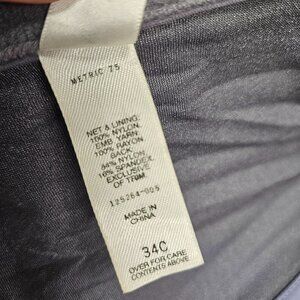 METRIC 75
NET & LINING:
100% NYLON.
EMB. YARN:
100% RAYON
BACK:
84% NYLON
16% SPANDEX.
EXCLUSIVE
OF TRIM
125264-005
MADE IN
CHINA
34C
OVER FOR CARE
CONTENTS ABOVE